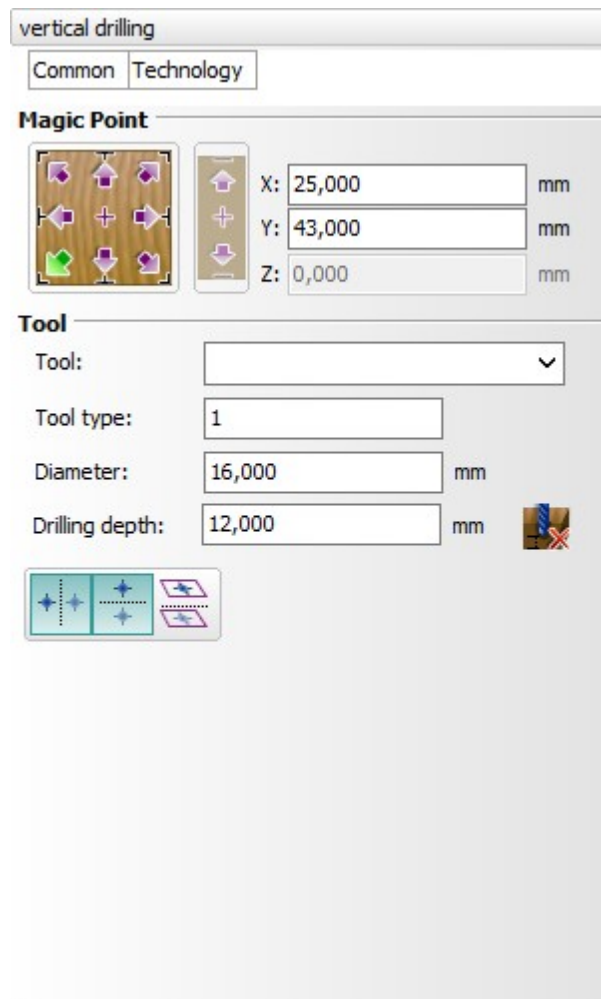 vertical drilling
Common Technology
Magic Point
X: 25,000 mm
Y: 43,000 mm
Z: 0,000 mm
Tool
Tool:
Tool type: 1
Diameter: 16,000 mm
Drilling depth: 12,000 mm